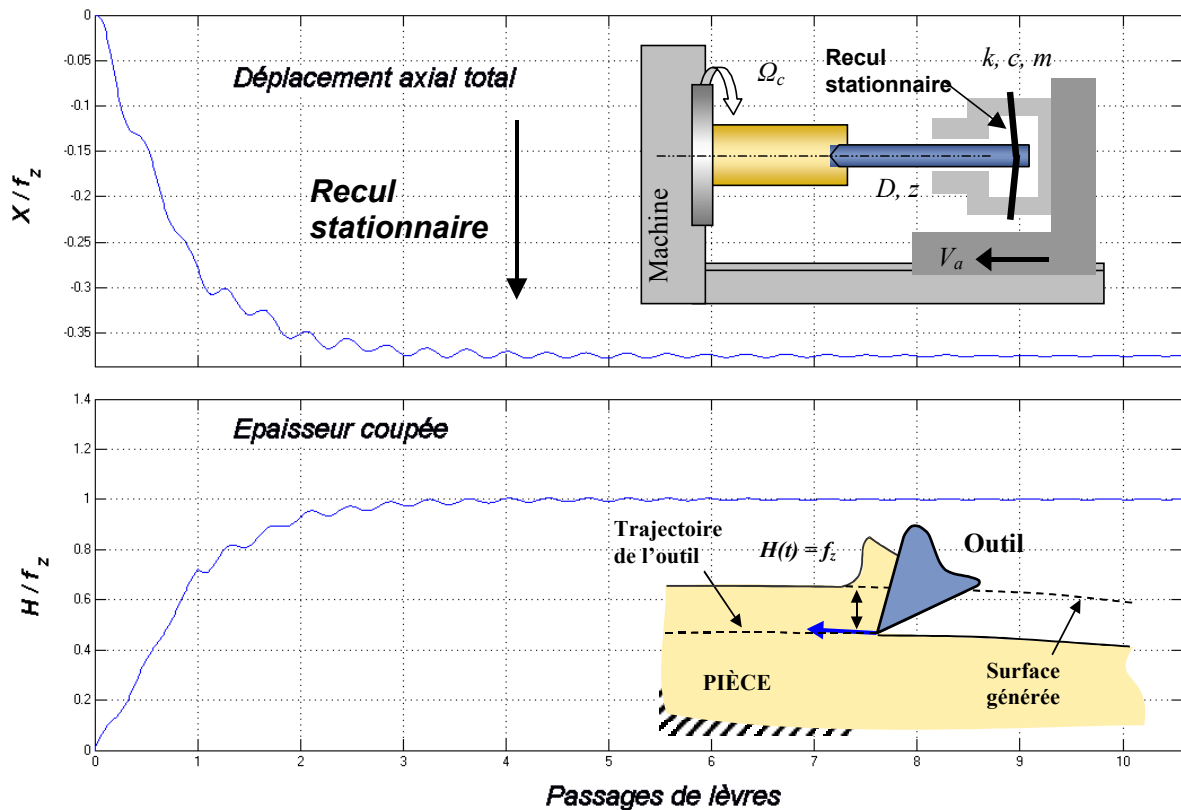 0
-0.05
-0.1
-0.15
-0.2
-0.25
-0.3
-0.35
X / f_z
Déplacement axial total
Recul
stationnaire
Machine
Ω_c
Recul
stationnaire
k, c, m
D, z
V_a
1.4
1.2
1
0.8
0.6
0.4
0.2
0
H / f_z
Epaisseur coupée
Trajectoire
de l’outil
H(t) = f_z
Outil
PIÈCE
Surface
générée
0 1 2 3 4 5 6 7 8 9 10
Passages de lèvres